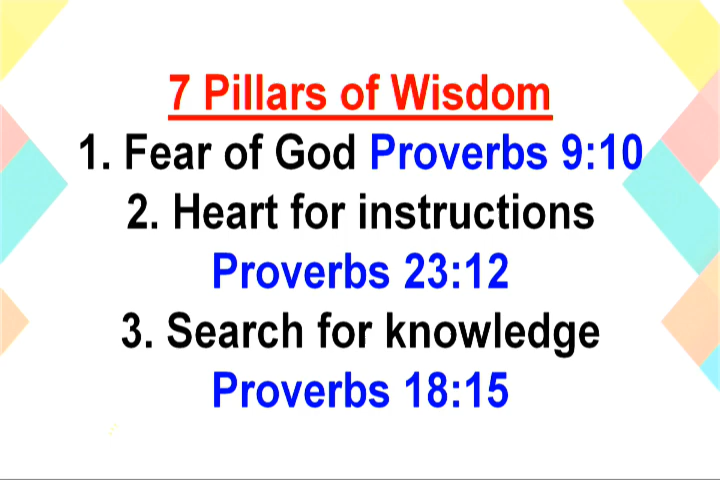 7 Pillars of Wisdom
1. Fear of God Proverbs 9:10
2. Heart for instructions
Proverbs 23:12
3. Search for knowledge
Proverbs 18:15